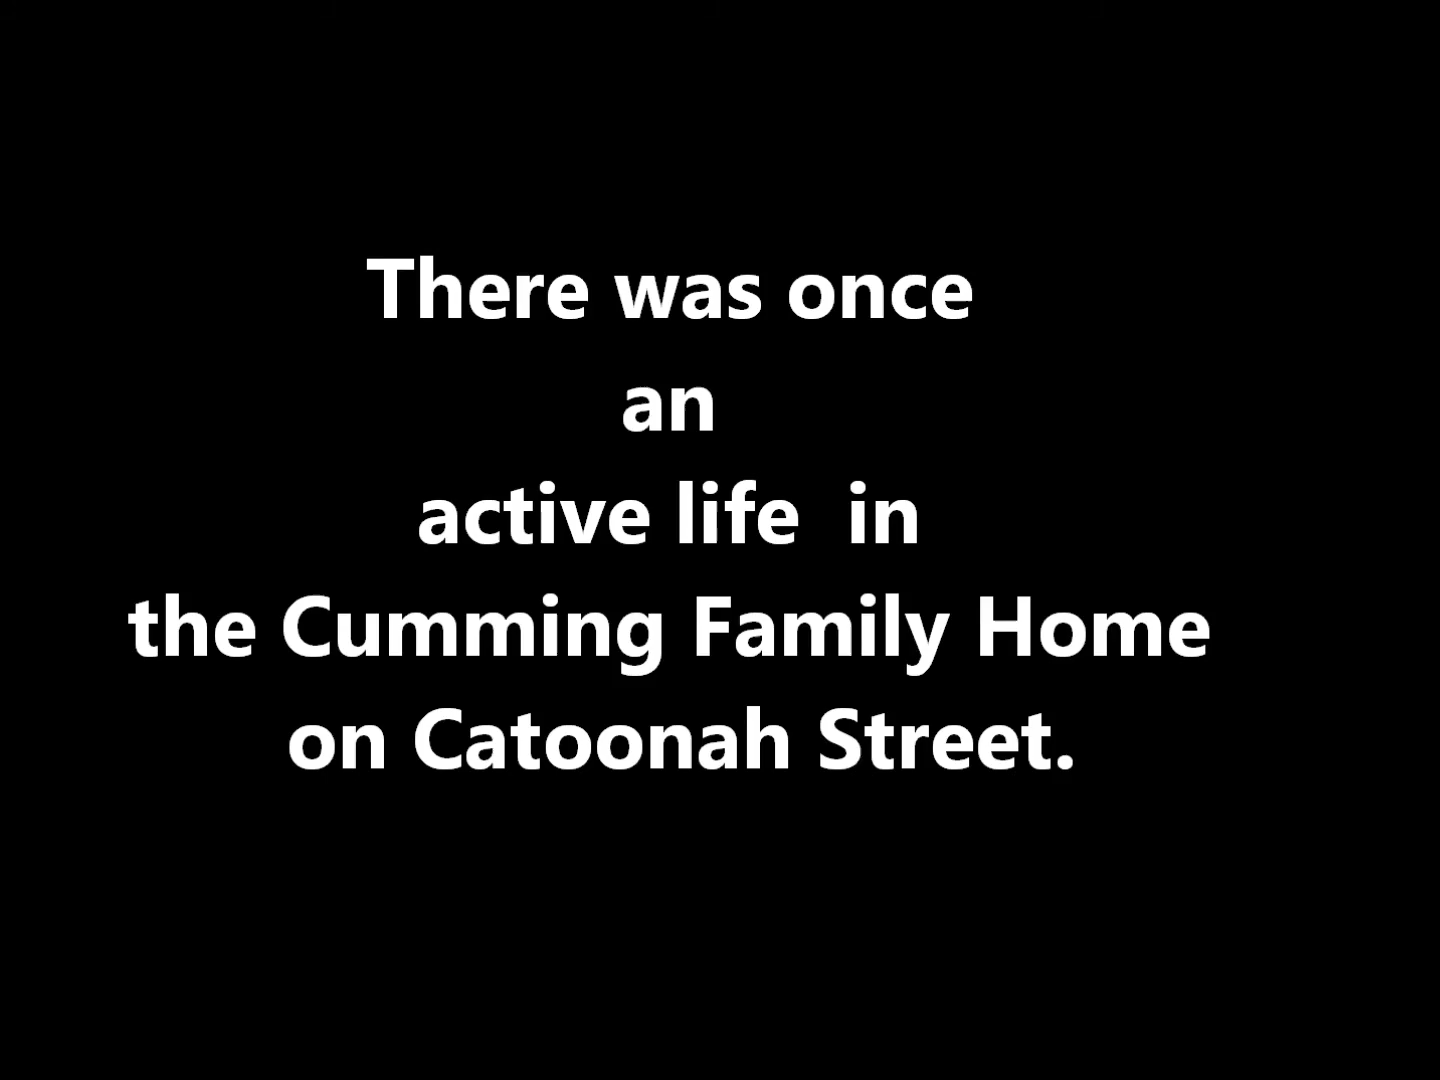 There was once
an
active life  in
the Cumming Family Home
on Catoonah Street.